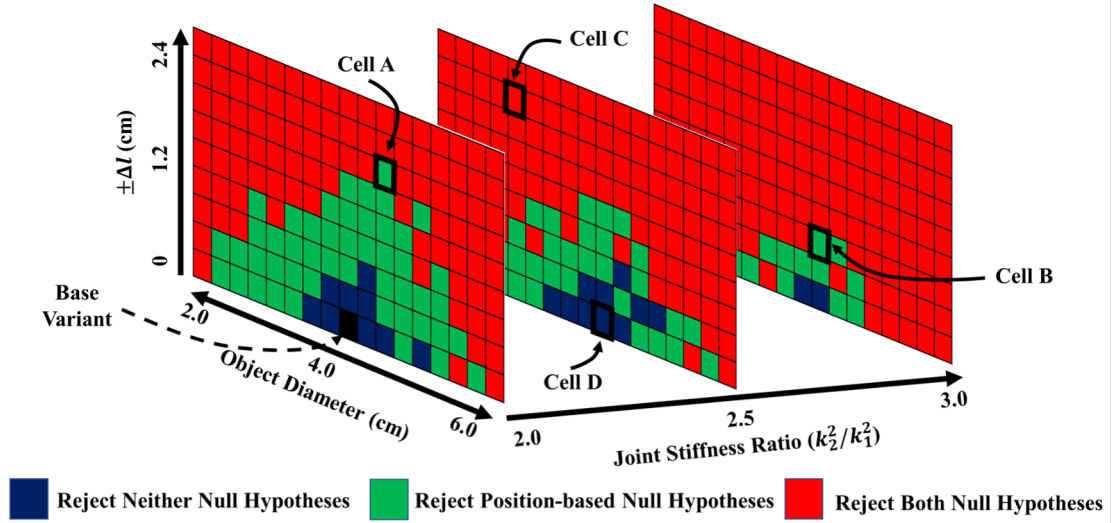 2.4
1.2
0
±Δl (cm)
Cell A
Cell C
Cell B
Cell D
Base
Variant
2.0
4.0
6.0
Object Diameter (cm)
2.0
2.5
3.0
Joint Stiffness Ratio (k₂²/k₁²)
Reject Neither Null Hypotheses
Reject Position-based Null Hypotheses
Reject Both Null Hypotheses